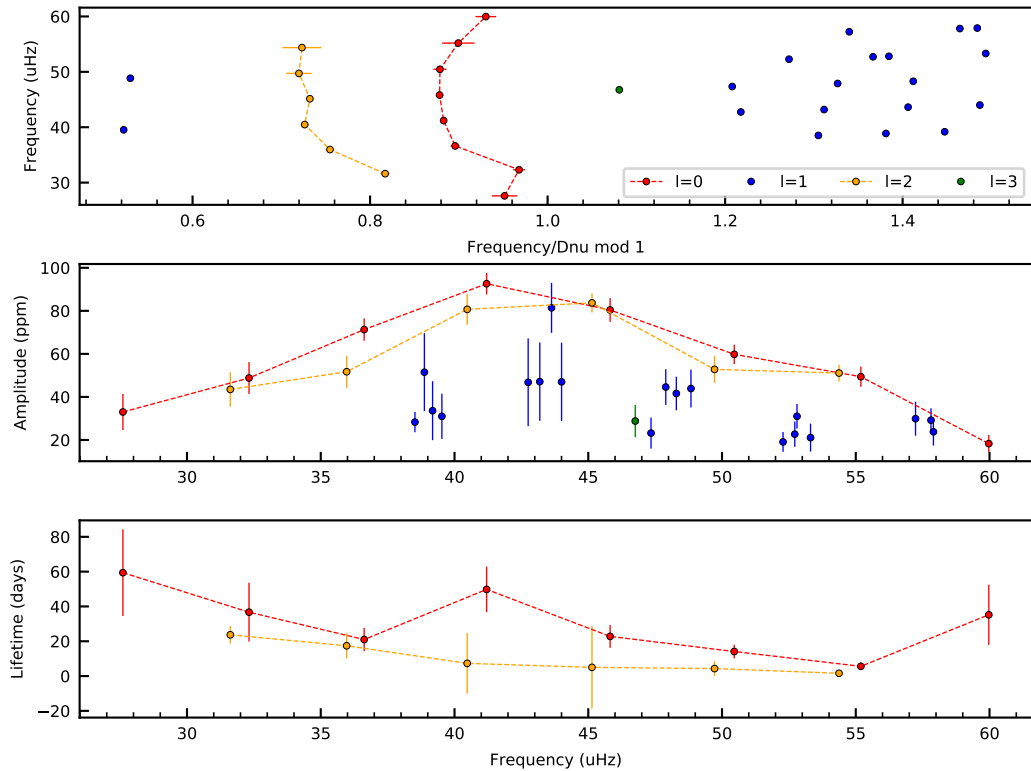 60
50
40
30
Frequency (uHz)
l=0 l=1 l=2 l=3
0.6 0.8 1.0 1.2 1.4
Frequency/Dnu mod 1
100
80
60
40
20
Amplitude (ppm)
30 35 40 45 50 55 60
80
60
40
20
0
−20
Lifetime (days)
30 35 40 45 50 55 60
Frequency (uHz)